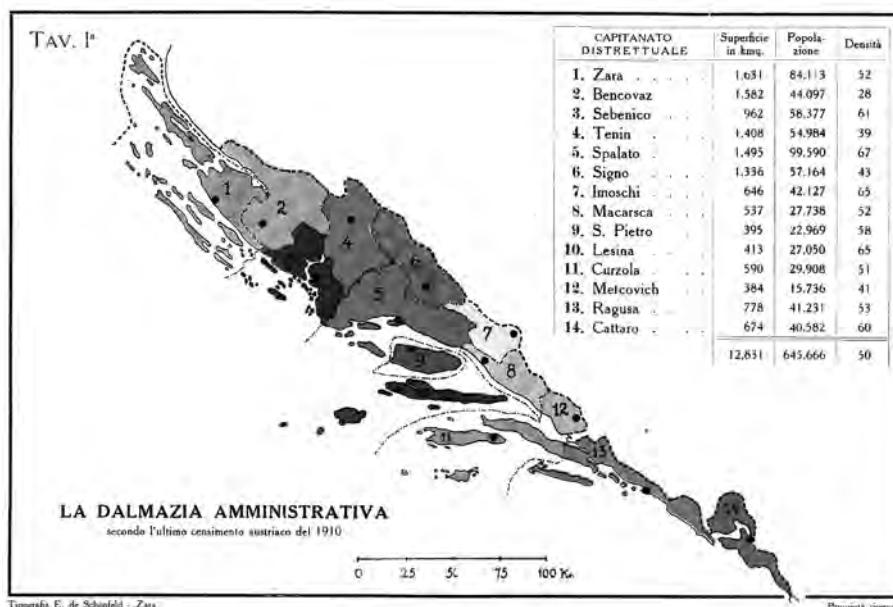 TAV. Iª
CAPITANATO DISTRETTUALE | Superficie in kmq. | Popola-zione | Densità
1. Zara . . . . | 1.631 | 84.113 | 52
2. Bencovaz | 1.582 | 44.097 | 28
3. Sebenico | 962 | 58.377 | 61
4. Tenin | 1.408 | 54.984 | 39
5. Spalato | 1.495 | 99.590 | 67
6. Signo | 1.336 | 57.164 | 43
7. Imoschi | 646 | 42.127 | 65
8. Macarsca | 537 | 27.738 | 52
9. S. Pietro | 395 | 22.969 | 58
10. Lesina | 413 | 27.050 | 65
11. Curzola | 590 | 29.908 | 51
12. Metcovich | 384 | 15.736 | 41
13. Ragusa | 778 | 41.231 | 53
14. Cattaro | 674 | 40.582 | 60
12,831 | 645.666 | 50
1
2
4
6
5
7
9
8
12
11
13
14
LA DALMAZIA AMMINISTRATIVA
secondo l'ultimo censimento austriaco del 1910
0 25 50 75 100 Km.
Tipografia E. de Schönfeld - Zara